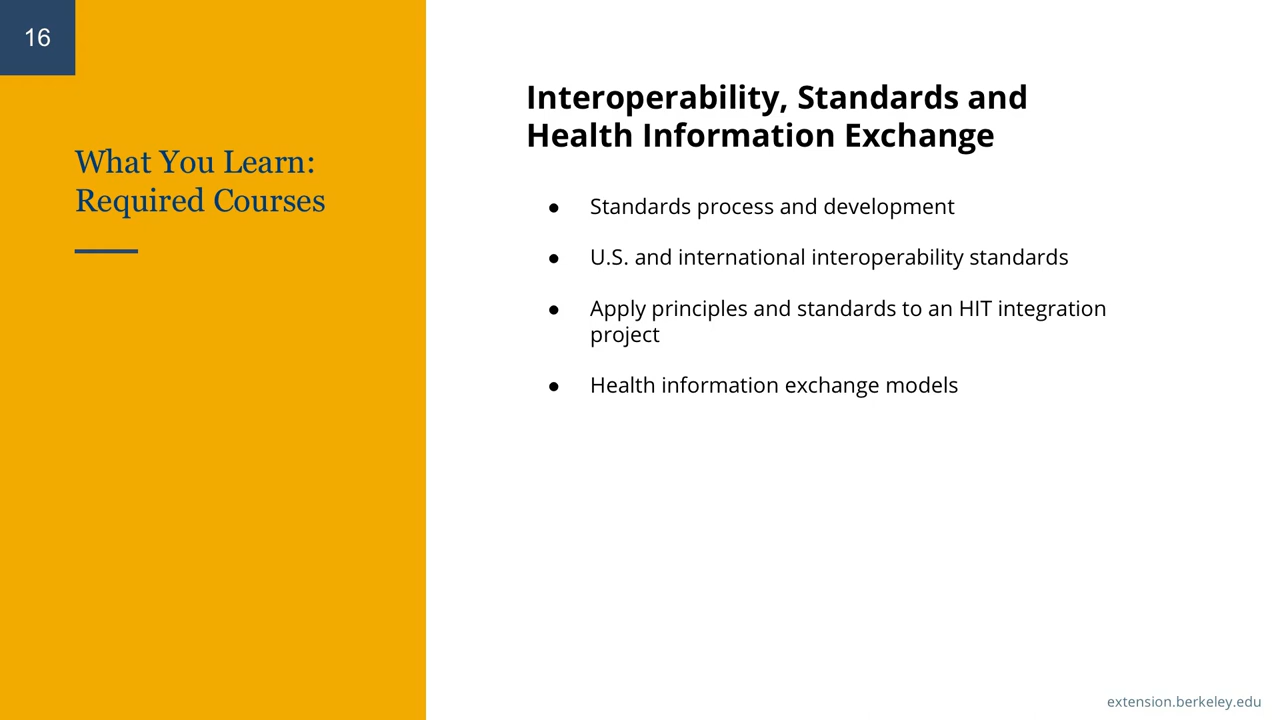 16
What You Learn:
Required Courses
Interoperability, Standards and
Health Information Exchange
● Standards process and development
● U.S. and international interoperability standards
● Apply principles and standards to an HIT integration
project
● Health information exchange models
extension.berkeley.edu